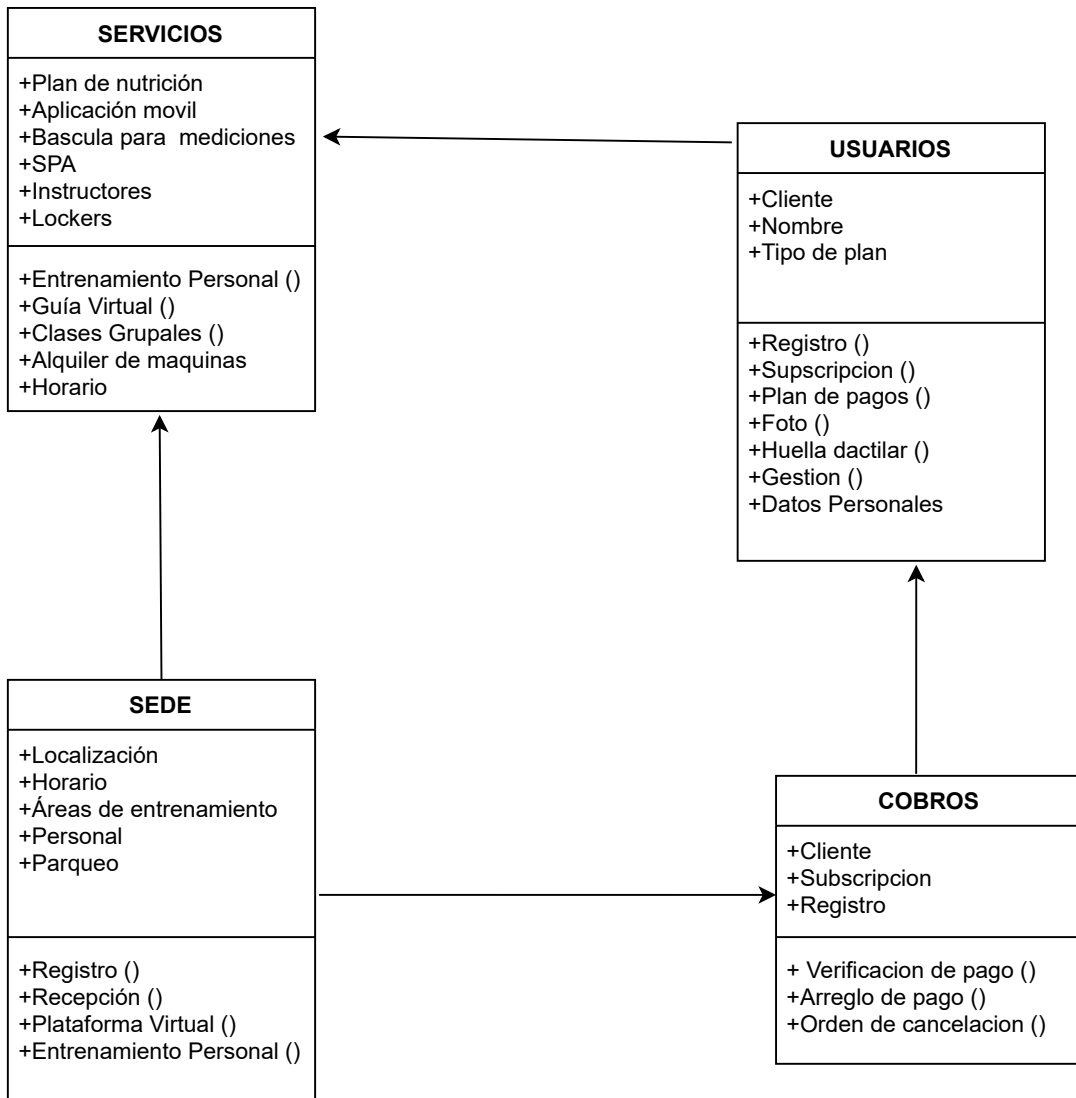 SERVICIOS
+Plan de nutrición
+Aplicación movil
+Bascula para  mediciones
+SPA
+Instructores
+Lockers
+Entrenamiento Personal ()
+Guía Virtual ()
+Clases Grupales ()
+Alquiler de maquinas
+Horario
USUARIOS
+Cliente
+Nombre
+Tipo de plan
+Registro ()
+Supscripcion ()
+Plan de pagos ()
+Foto ()
+Huella dactilar ()
+Gestion ()
+Datos Personales
SEDE
+Localización
+Horario
+Áreas de entrenamiento
+Personal
+Parqueo
+Registro ()
+Recepción ()
+Plataforma Virtual ()
+Entrenamiento Personal ()
COBROS
+Cliente
+Subscripcion
+Registro
+ Verificacion de pago ()
+Arreglo de pago ()
+Orden de cancelacion ()